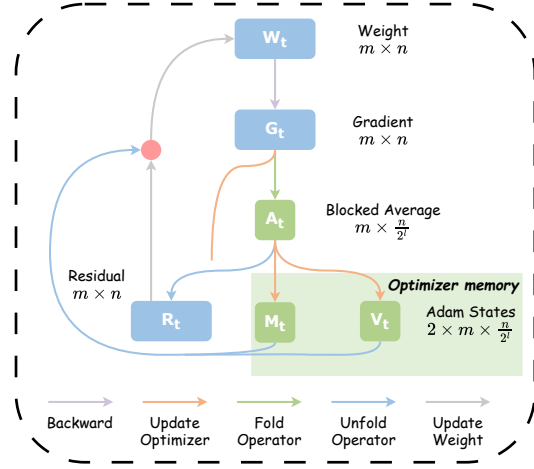 W_t
Weight
m × n
G_t
Gradient
m × n
A_t
Blocked Average
m × n/2^l
Residual
m × n
Optimizer memory
R_t
M_t
V_t
Adam States
2 × m × n/2^l
Backward
Update
Optimizer
Fold
Operator
Unfold
Operator
Update
Weight